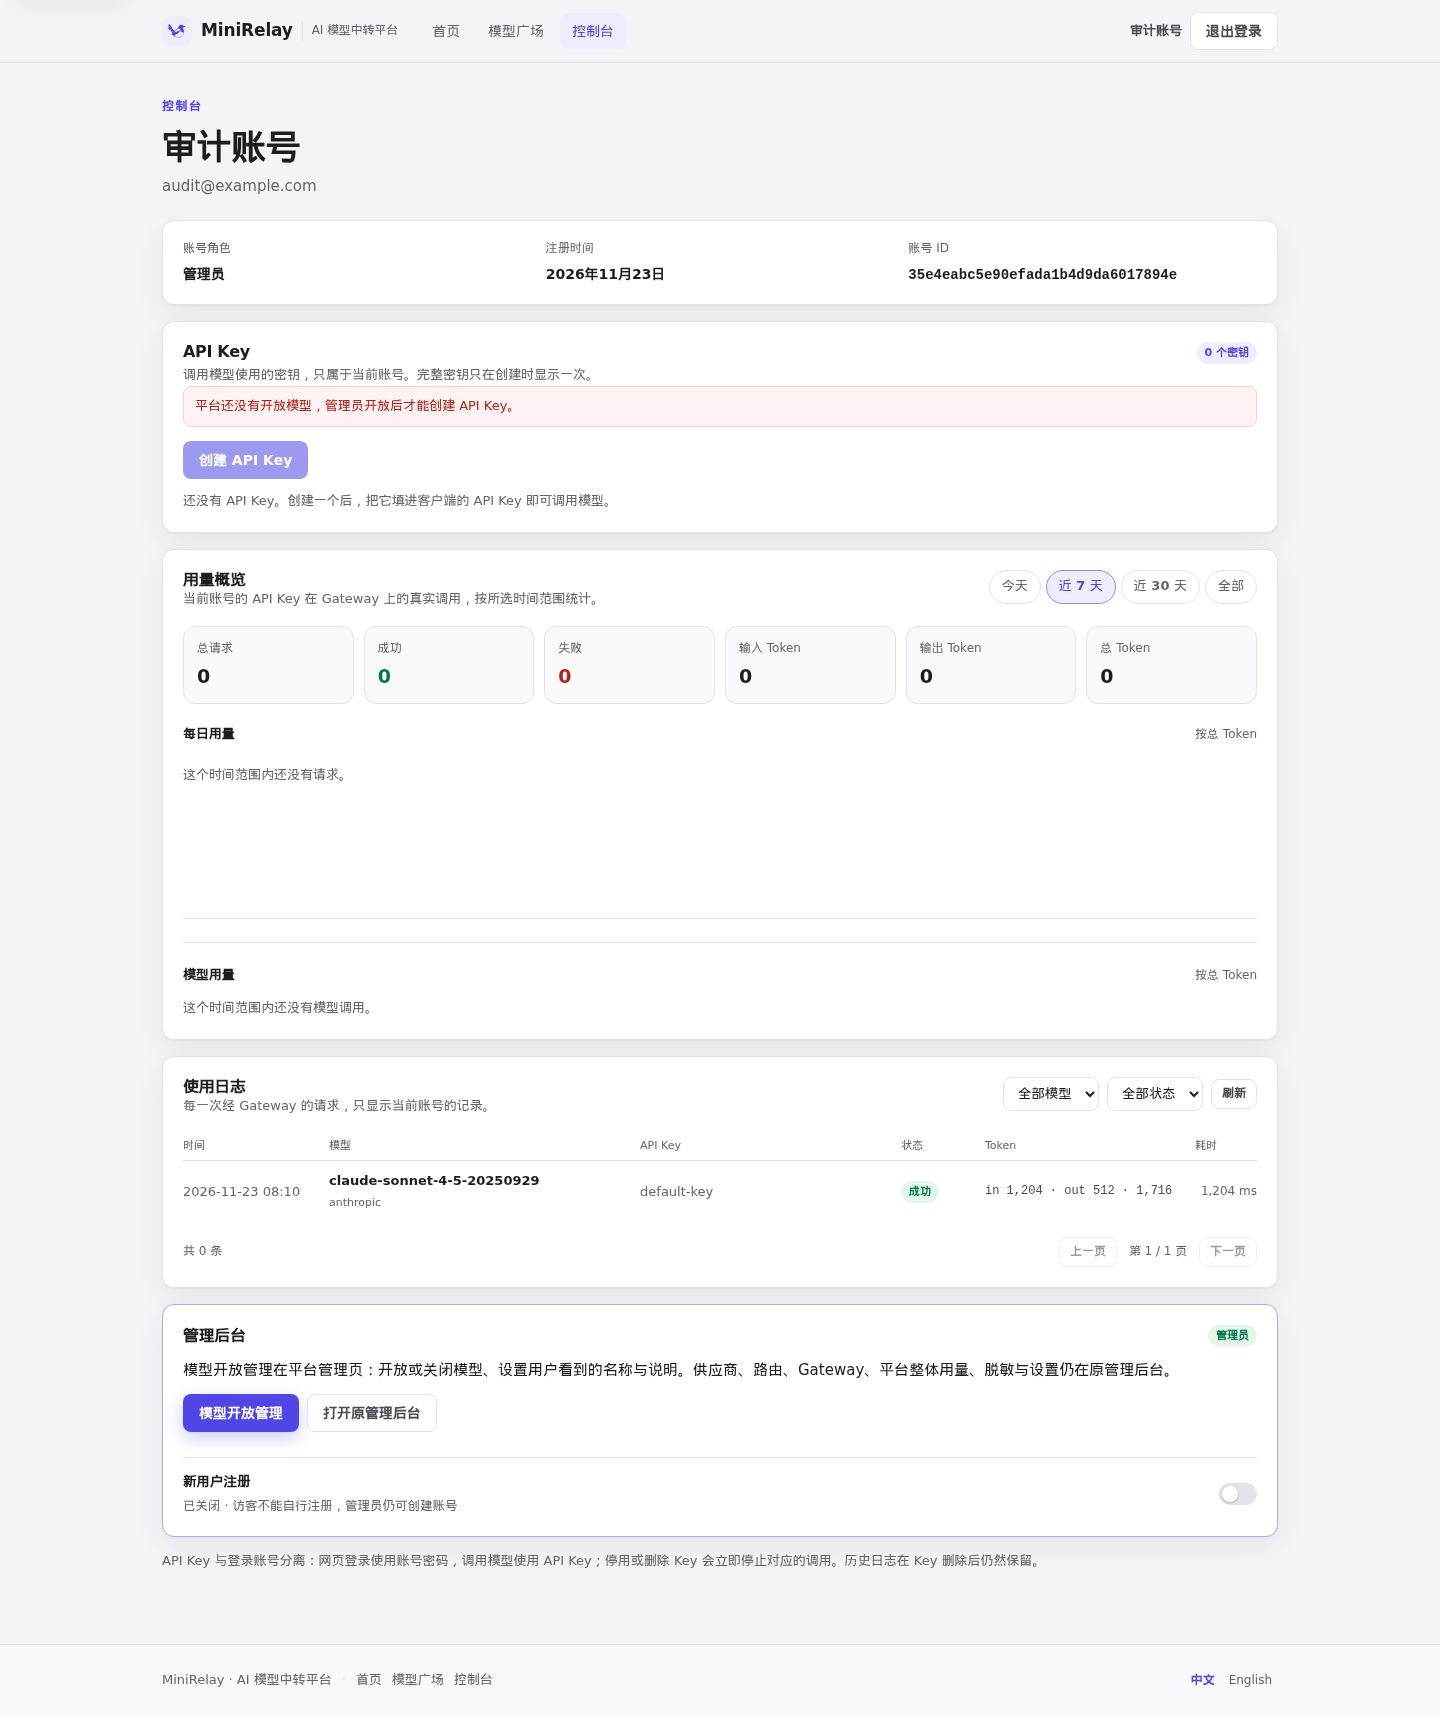 MiniRelay AI 模型中转平台 首页 模型广场 控制台 审计账号 退出登录
控制台
审计账号
audit@example.com
账号角色 注册时间 账号 ID
管理员 2026年11月23日 35e4eabc5e90efada1b4d9da6017894e
API Key 0 个密钥
调用模型使用的密钥，只属于当前账号。完整密钥只在创建时显示一次。
平台还没有开放模型，管理员开放后才能创建 API Key。
创建 API Key
还没有 API Key。创建一个后，把它填进客户端的 API Key 即可调用模型。
用量概览 今天 近 7 天 近 30 天 全部
当前账号的 API Key 在 Gateway 上的真实调用，按所选时间范围统计。
总请求 成功 失败 输入 Token 输出 Token 总 Token
0 0 0 0 0 0
每日用量 按总 Token
这个时间范围内还没有请求。
模型用量 按总 Token
这个时间范围内还没有模型调用。
使用日志 全部模型 全部状态 刷新
每一次经 Gateway 的请求，只显示当前账号的记录。
时间 模型 API Key 状态 Token 耗时
2026-11-23 08:10 claude-sonnet-4-5-20250929 default-key 成功 in 1,204 · out 512 · 1,716 1,204 ms
anthropic
共 0 条 上一页 第 1 / 1 页 下一页
管理后台 管理员
模型开放管理在平台管理页：开放或关闭模型、设置用户看到的名称与说明。供应商、路由、Gateway、平台整体用量、脱敏与设置仍在原管理后台。
模型开放管理 打开原管理后台
新用户注册
已关闭 · 访客不能自行注册，管理员仍可创建账号
API Key 与登录账号分离：网页登录使用账号密码，调用模型使用 API Key；停用或删除 Key 会立即停止对应的调用。历史日志在 Key 删除后仍然保留。
MiniRelay · AI 模型中转平台 · 首页 模型广场 控制台 中文 English